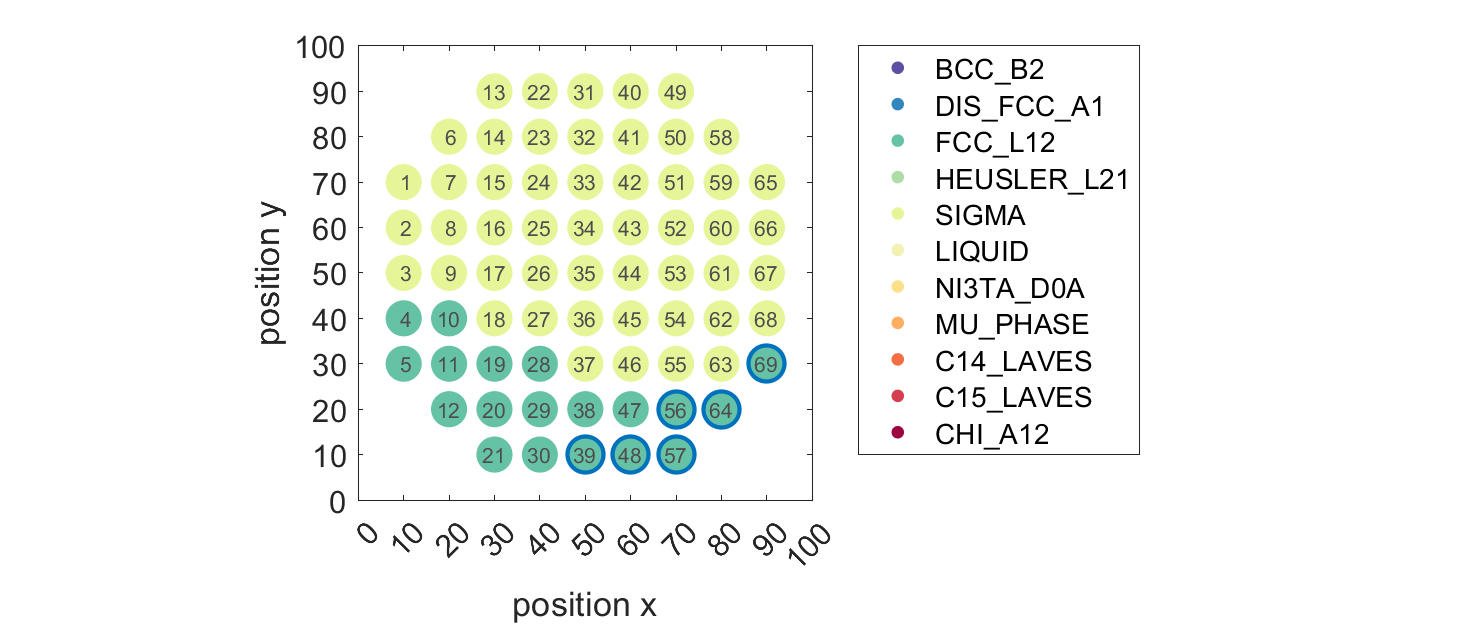 100
90
80
70
60
50
40
30
20
10
0
position y
13 22 31 40 49
6 14 23 32 41 50 58
1 7 15 24 33 42 51 59 65
2 8 16 25 34 43 52 60 66
3 9 17 26 35 44 53 61 67
4 10 18 27 36 45 54 62 68
5 11 19 28 37 46 55 63 69
12 20 29 38 47 56 64
21 30 39 48 57
0 10 20 30 40 50 60 70 80 90 100
position x
BCC_B2
DIS_FCC_A1
FCC_L12
HEUSLER_L21
SIGMA
LIQUID
NI3TA_D0A
MU_PHASE
C14_LAVES
C15_LAVES
CHI_A12